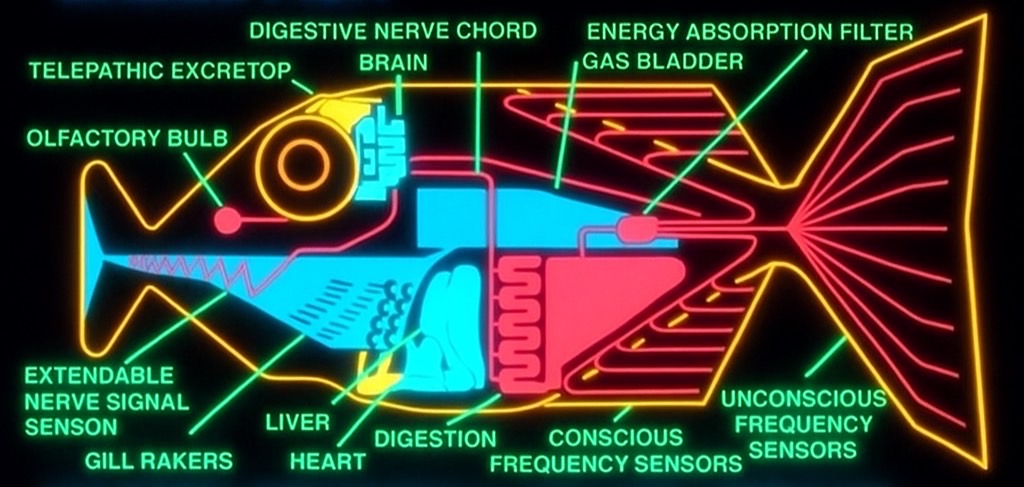 DIGESTIVE NERVE CHORD
ENERGY ABSORPTION FILTER
BRAIN
GAS BLADDER
TELEPATHIC EXCRETOP
OLFACTORY BULB
EXTENDABLE
NERVE SIGNAL
SENSON
GILL RAKERS
LIVER
HEART
DIGESTION
CONSCIOUS
FREQUENCY SENSORS
UNCONSCIOUS
FREQUENCY
SENSORS